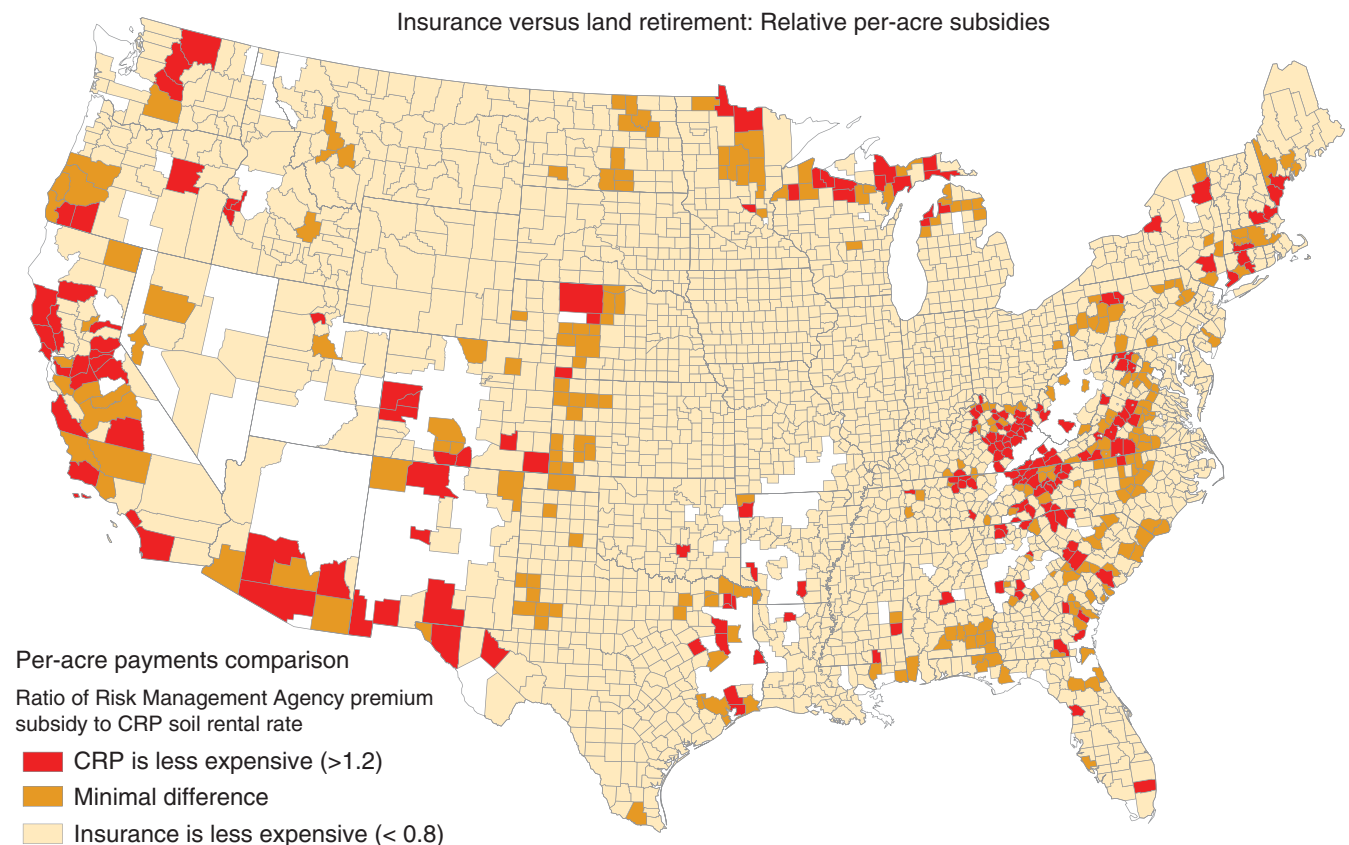 Insurance versus land retirement: Relative per-acre subsidies
Per-acre payments comparison
Ratio of Risk Management Agency premium
subsidy to CRP soil rental rate
CRP is less expensive (>1.2)
Minimal difference
Insurance is less expensive (< 0.8)